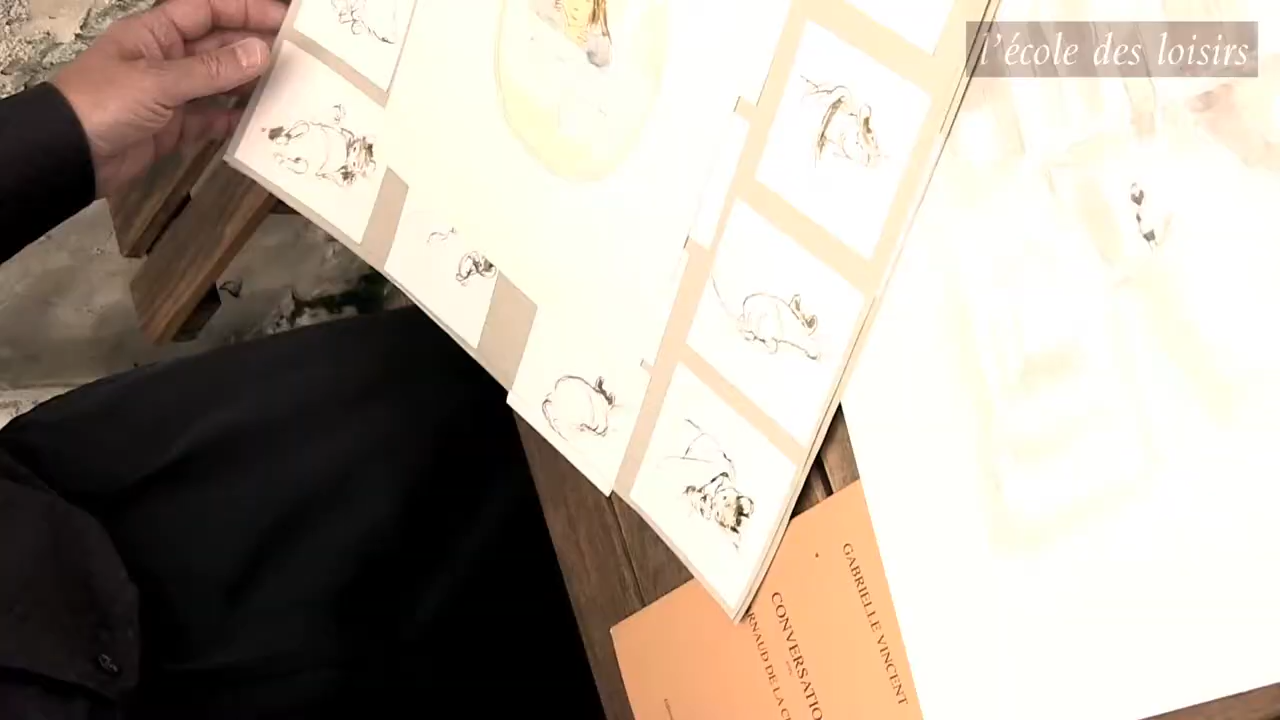 l'école des loisirs
GABRIELLE VINCENT
CONVERSATIO
RNAUD DE LA C